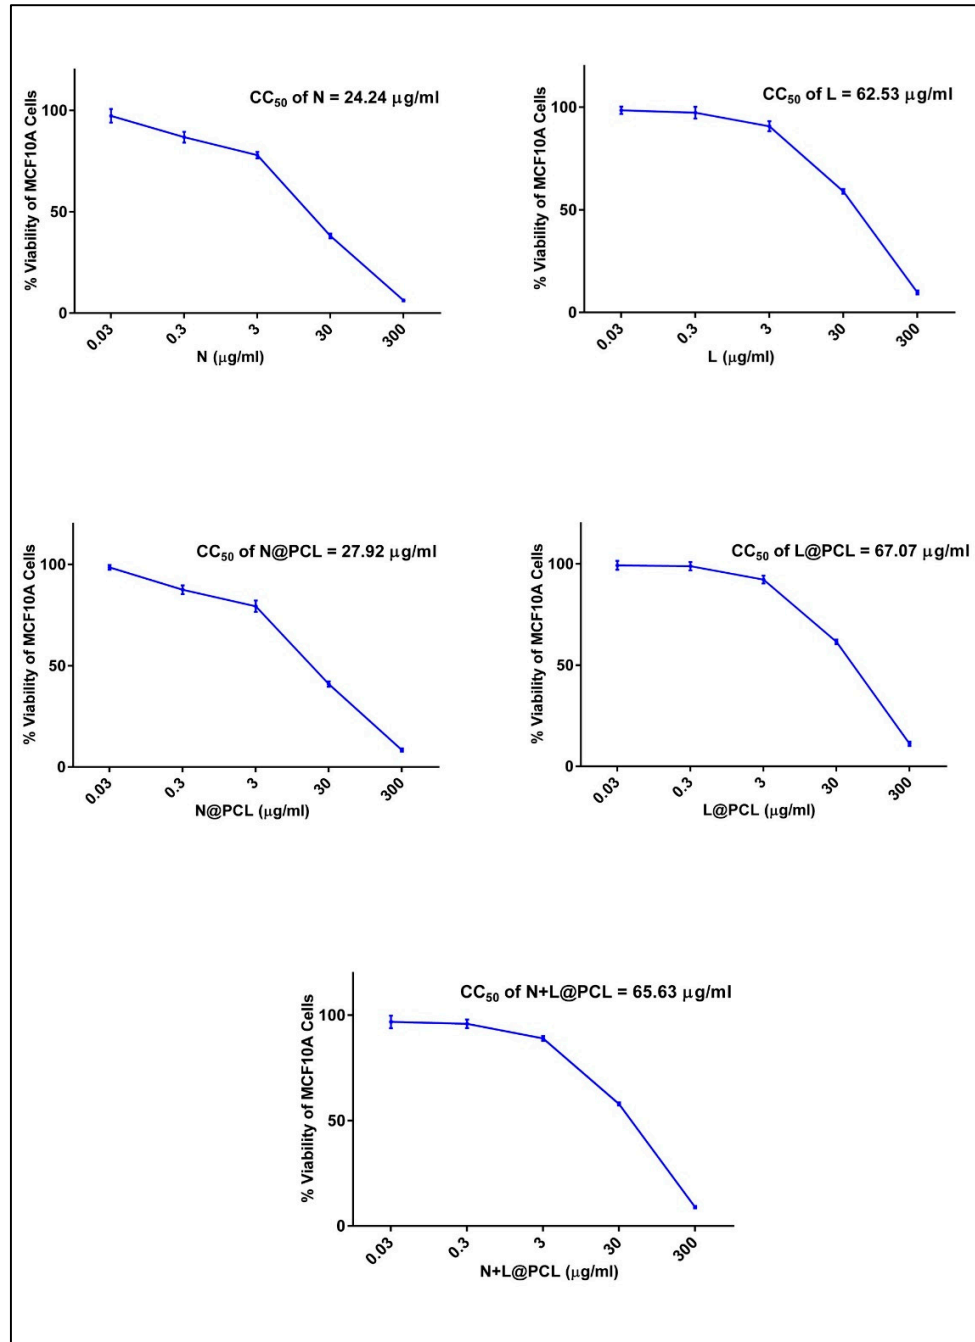 CC50 of N = 24.24 μg/ml
% Viability of MCF10A Cells
100
50
0
0.03
0.3
3
30
300
N (μg/ml)
CC50 of L = 62.53 μg/ml
% Viability of MCF10A Cells
100
50
0
0.03
0.3
3
30
300
L (μg/ml)
CC50 of N@PCL = 27.92 μg/ml
% Viability of MCF10A Cells
100
50
0
0.03
0.3
3
30
300
N@PCL (μg/ml)
CC50 of L@PCL = 67.07 μg/ml
% Viability of MCF10A Cells
100
50
0
0.03
0.3
3
30
300
L@PCL (μg/ml)
CC50 of N+L@PCL = 65.63 μg/ml
% Viability of MCF10A Cells
100
50
0
0.03
0.3
3
30
300
N+L@PCL (μg/ml)